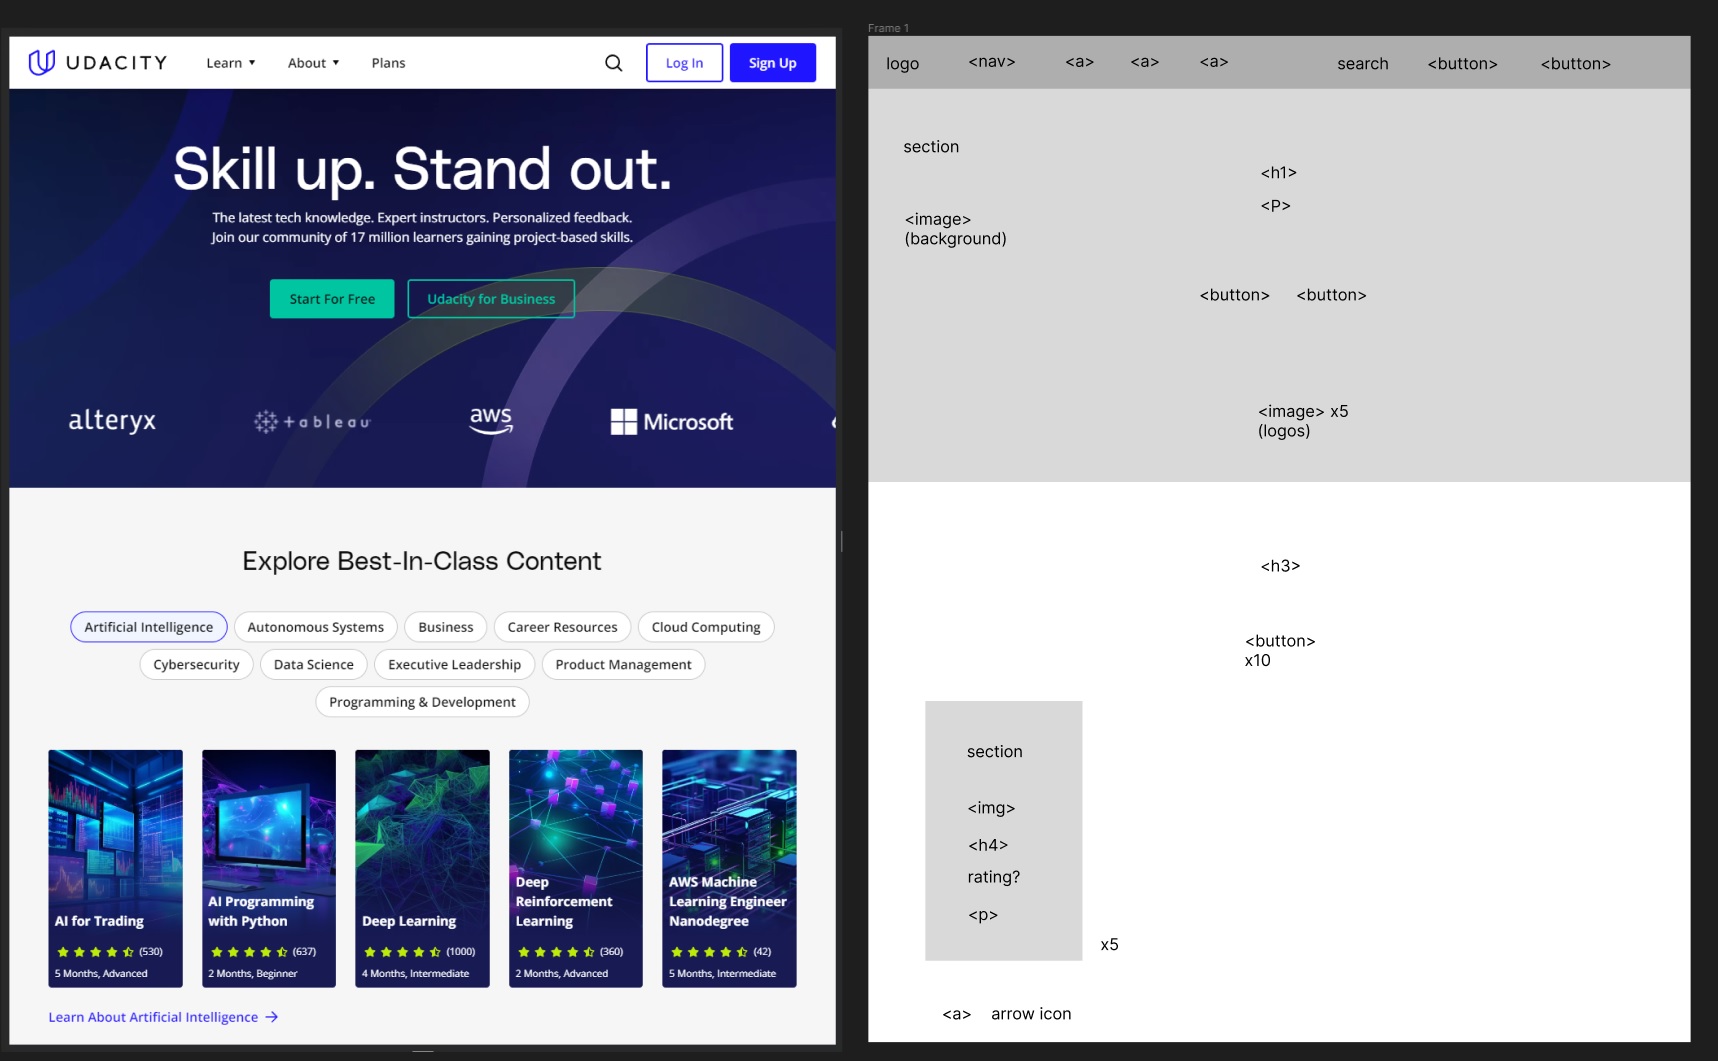 UDACITY
Learn
About
Plans
Log In
Sign Up
Skill up. Stand out.
The latest tech knowledge. Expert instructors. Personalized feedback.
Join our community of 17 million learners gaining project-based skills.
Start For Free
Udacity for Business
alteryx
+ableau
aws
Microsoft
Explore Best-In-Class Content
Artificial Intelligence
Autonomous Systems
Business
Career Resources
Cloud Computing
Cybersecurity
Data Science
Executive Leadership
Product Management
Programming & Development
AI for Trading
(530)
5 Months, Advanced
AI Programming
with Python
(637)
2 Months, Beginner
Deep Learning
(1000)
4 Months, Intermediate
Deep
Reinforcement
Learning
(360)
2 Months, Advanced
AWS Machine
Learning Engineer
Nanodegree
(42)
5 Months, Intermediate
Learn About Artificial Intelligence
Frame 1
logo
<nav>
<a>
<a>
<a>
search
<button>
<button>
section
<h1>
<P>
<image>
(background)
<button>
<button>
<image> x5
(logos)
<h3>
<button>
x10
section
<img>
<h4>
rating?
<p>
x5
<a>
arrow icon